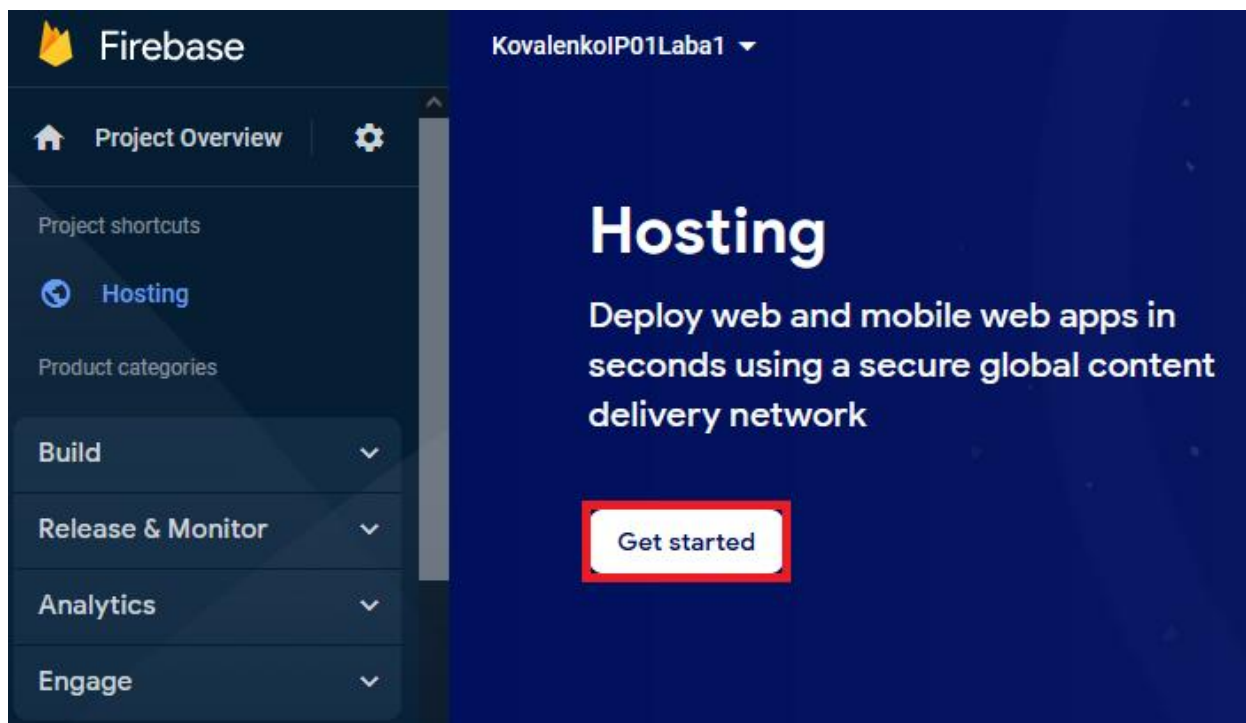 Firebase
KovalenkoIP01Laba1
Project Overview
Project shortcuts
Hosting
Product categories
Build
Release & Monitor
Analytics
Engage
Hosting
Deploy web and mobile web apps in
seconds using a secure global content
delivery network
Get started